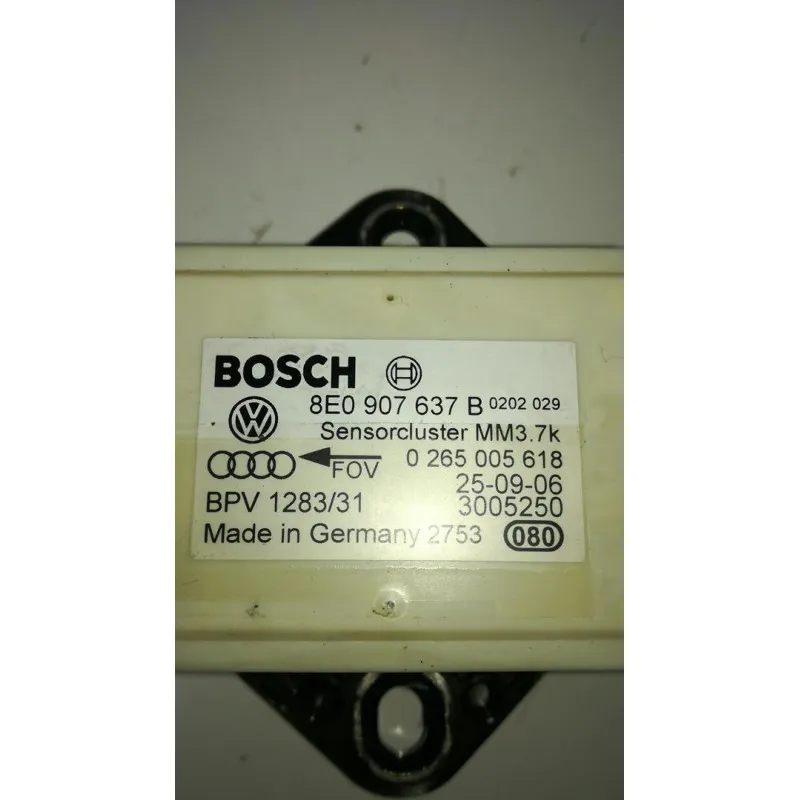 BOSCH
8E0 907 637 B 0202 029
VW
Sensorcluster MM3.7k
FOV 0 265 005 618
25-09-06
BPV 1283/31 3005250
Made in Germany 2753 080